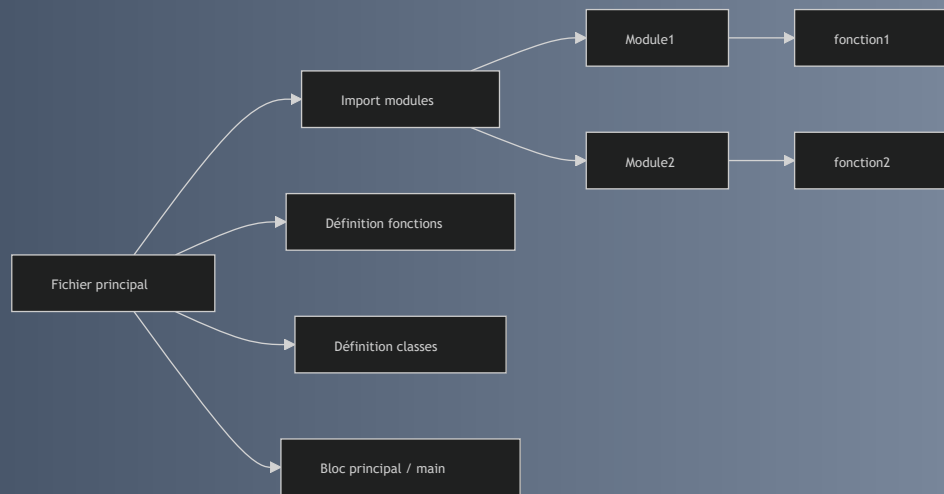 Module1
fonction1
Import modules
Module2
fonction2
Définition fonctions
Fichier principal
Définition classes
Bloc principal / main